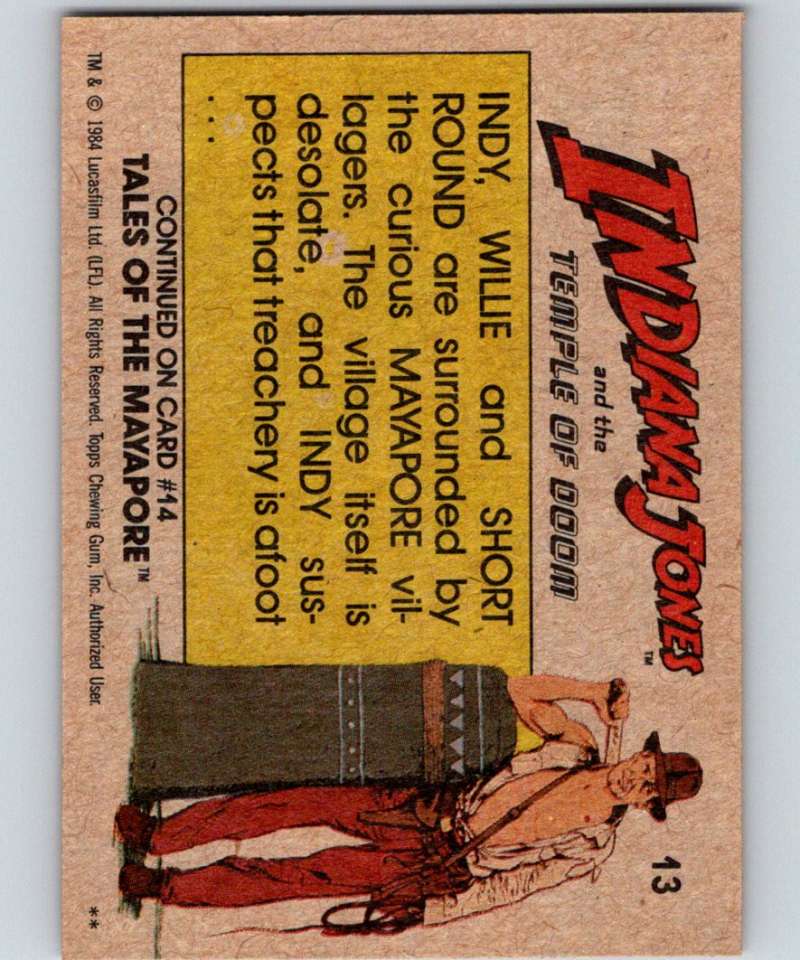 INDIANA JONES™
and the
TEMPLE OF DOOM
13
INDY, WILLIE and SHORT
ROUND are surrounded by
the curious MAYAPORE vil-
lagers. The village itself is
desolate, and INDY sus-
pects that treachery is afoot
...
CONTINUED ON CARD #14
TALES OF THE MAYAPORE™
TM & © 1984 Lucasfilm Ltd. (LFL). All Rights Reserved. Topps Chewing Gum, Inc. Authorized User.
**